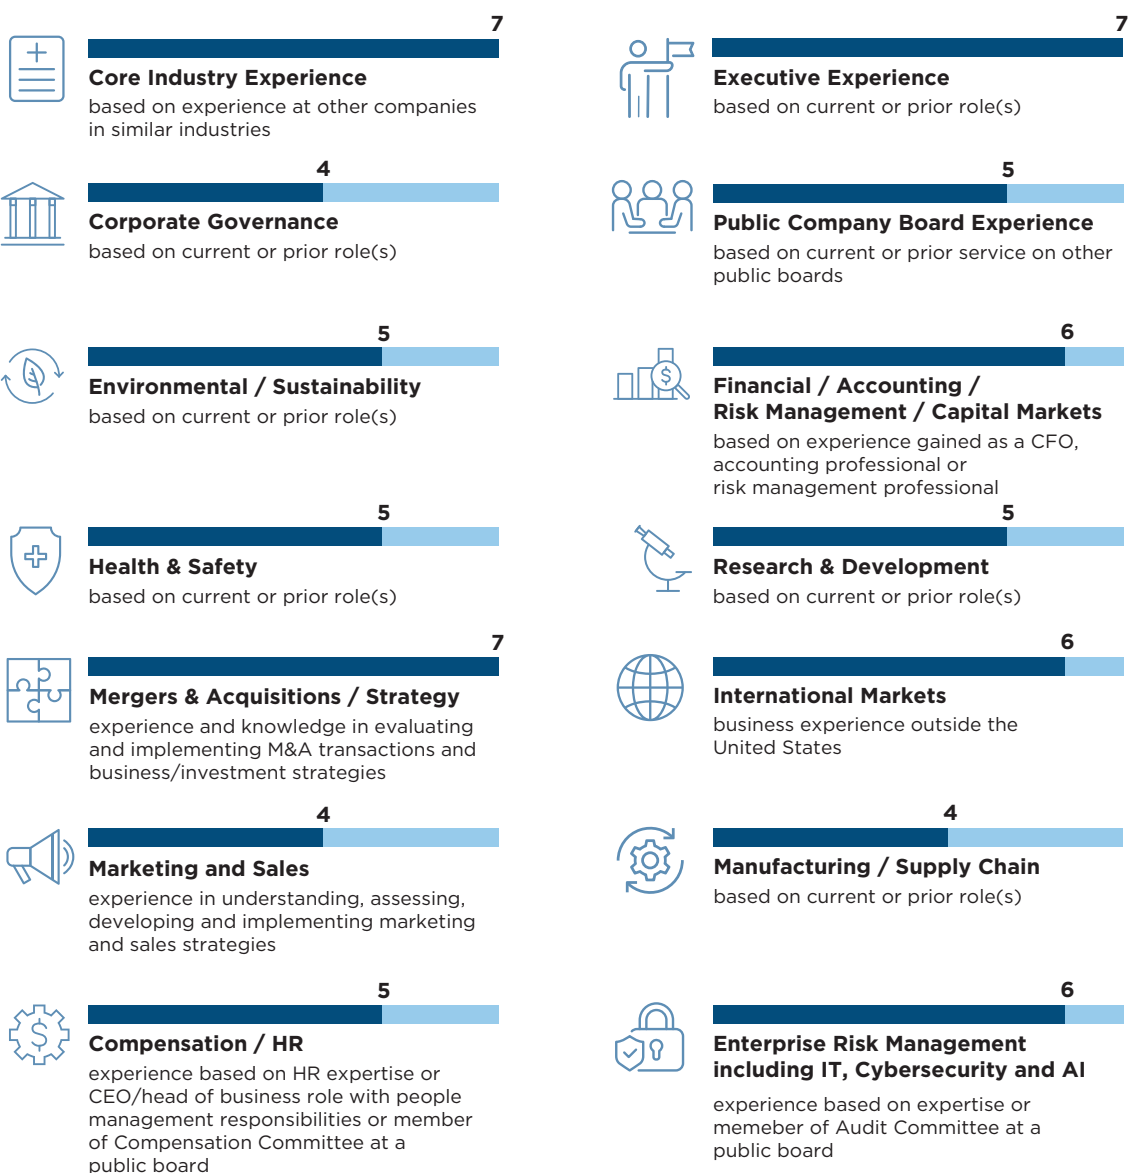 7
Core Industry Experience
based on experience at other companies
in similar industries
7
Executive Experience
based on current or prior role(s)
4
Corporate Governance
based on current or prior role(s)
5
Public Company Board Experience
based on current or prior service on other
public boards
5
Environmental / Sustainability
based on current or prior role(s)
6
Financial / Accounting /
Risk Management / Capital Markets
based on experience gained as a CFO,
accounting professional or
risk management professional
5
Health & Safety
based on current or prior role(s)
5
Research & Development
based on current or prior role(s)
7
Mergers & Acquisitions / Strategy
experience and knowledge in evaluating
and implementing M&A transactions and
business/investment strategies
6
International Markets
business experience outside the
United States
4
Marketing and Sales
experience in understanding, assessing,
developing and implementing marketing
and sales strategies
4
Manufacturing / Supply Chain
based on current or prior role(s)
5
Compensation / HR
experience based on HR expertise or
CEO/head of business role with people
management responsibilities or member
of Compensation Committee at a
public board
6
Enterprise Risk Management
including IT, Cybersecurity and AI
experience based on expertise or
memeber of Audit Committee at a
public board